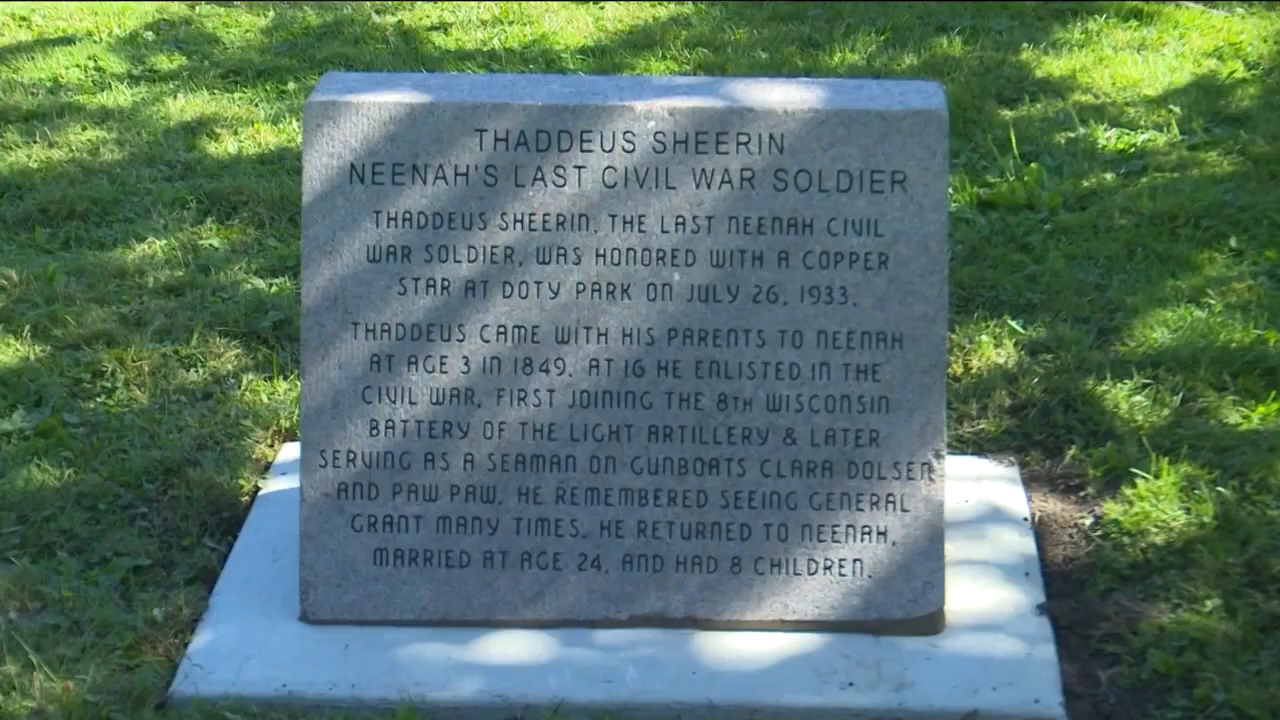 THADDEUS SHEERIN
NEENAH'S LAST CIVIL WAR SOLDIER
THADDEUS SHEERIN, THE LAST NEENAH CIVIL
WAR SOLDIER, WAS HONORED WITH A COPPER
STAR AT DOTY PARK ON JULY 26, 1933.
THADDEUS CAME WITH HIS PARENTS TO NEENAH
AT AGE 3 IN 1849. AT 16 HE ENLISTED IN THE
CIVIL WAR, FIRST JOINING THE 8TH WISCONSIN
BATTERY OF THE LIGHT ARTILLERY & LATER
SERVING AS A SEAMAN ON GUNBOATS CLARA DOLSEN
AND PAW PAW. HE REMEMBERED SEEING GENERAL
GRANT MANY TIMES. HE RETURNED TO NEENAH,
MARRIED AT AGE 24, AND HAD 8 CHILDREN.